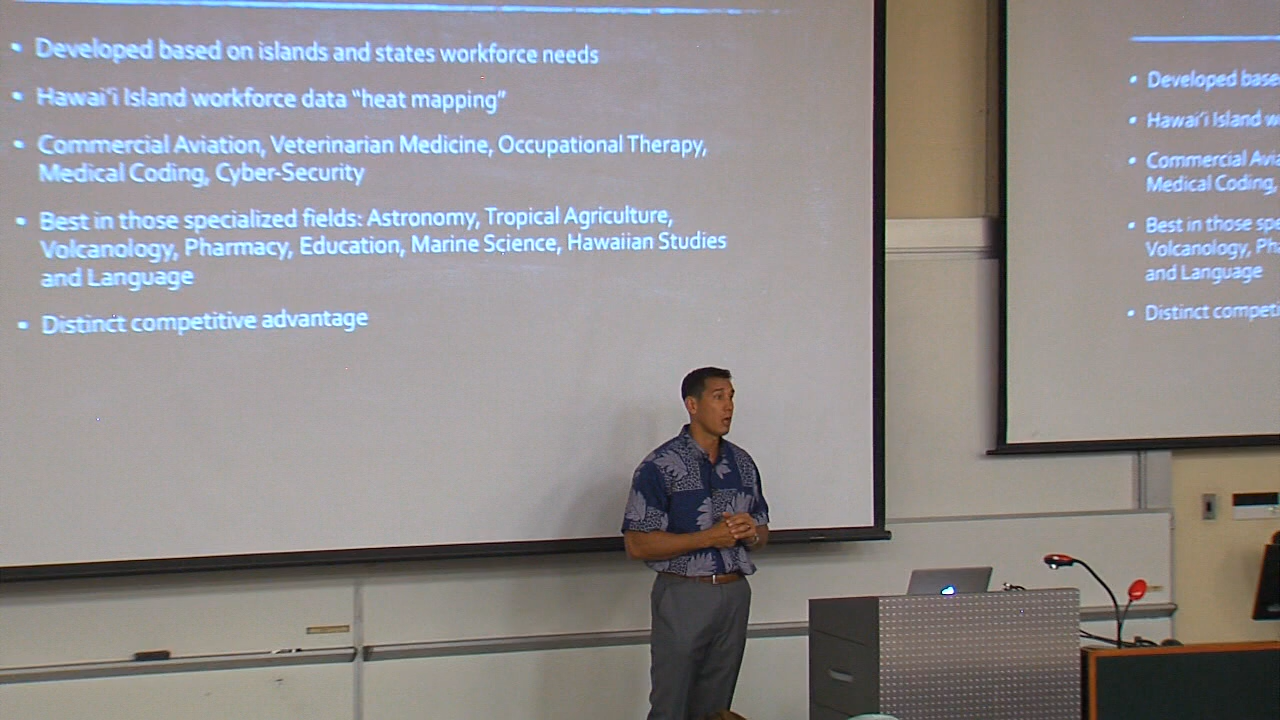 • Developed based on islands and states workforce needs
• Hawai'i Island workforce data "heat mapping"
• Commercial Aviation, Veterinarian Medicine, Occupational Therapy,
Medical Coding, Cyber-Security
• Best in those specialized fields: Astronomy, Tropical Agriculture,
Volcanology, Pharmacy, Education, Marine Science, Hawaiian Studies
and Language
• Distinct competitive advantage
• Developed base
• Hawai'i Island w
• Commercial Avia
Medical Coding,
• Best in those spe
Volcanology, Ph
and Language
• Distinct competi